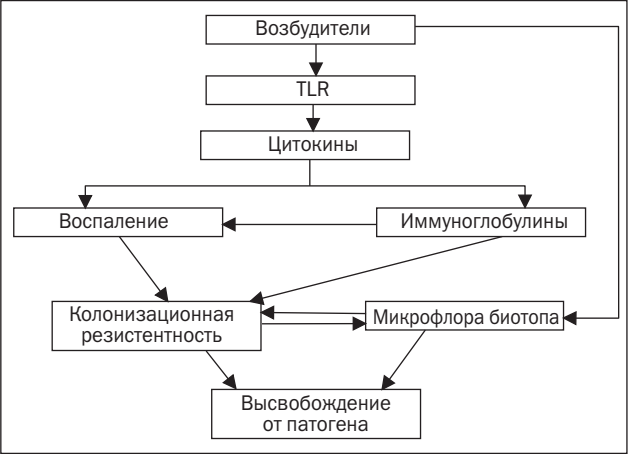 Возбудители
TLR
Цитокины
Воспаление
Иммуноглобулины
Колонизационная
резистентность
Микрофлора биотопа
Высвобождение
от патогена